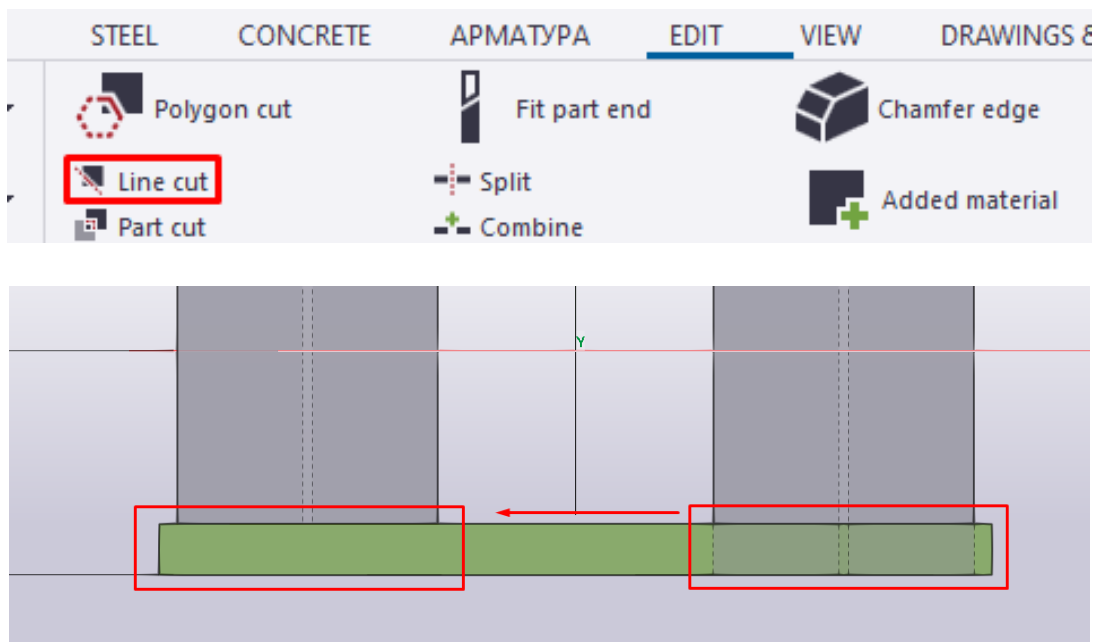 STEEL CONCRETE АРМАТУРА EDIT VIEW DRAWINGS &
Polygon cut Fit part end Chamfer edge
Line cut Split Added material
Part cut Combine
Y